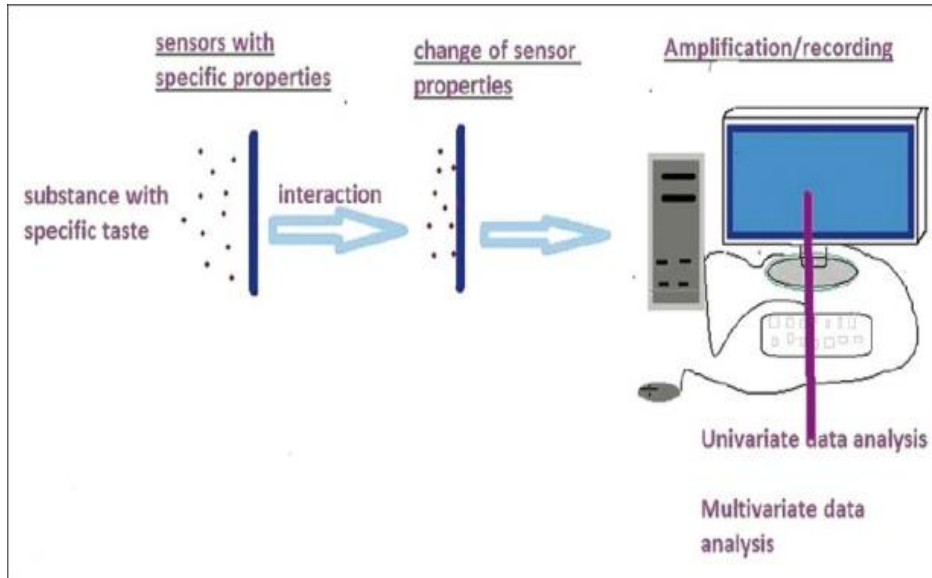 sensors with
specific properties
change of sensor
properties
Amplification/recording
substance with
specific taste
interaction
Univariate data analysis
Multivariate data
analysis